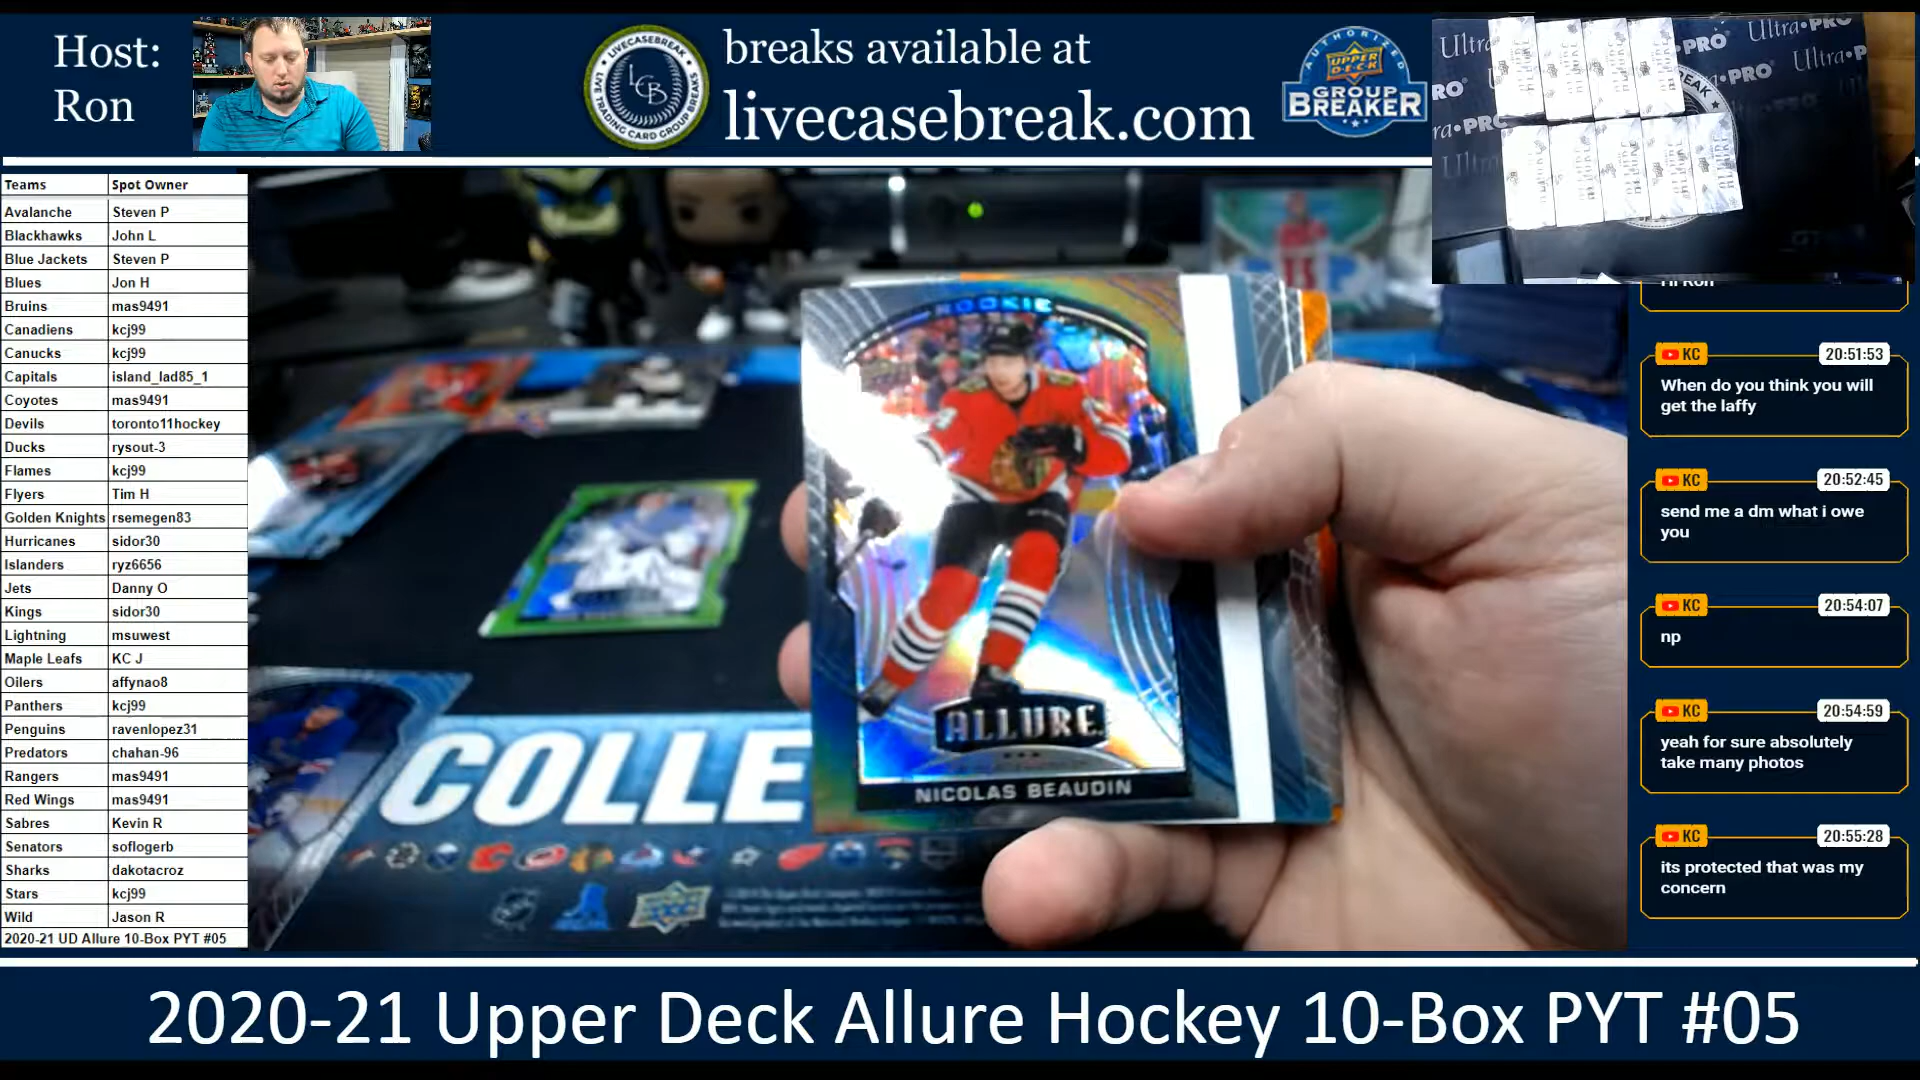 Host:
Ron
LIVECASEBREAK
LCB
LIVE TRADING CARD GROUP BREAKS
breaks available at
livecasebreak.com
AUTHORIZED
UPPER DECK
GROUP
BREAKER
Teams Spot Owner
Avalanche Steven P
Blackhawks John L
Blue Jackets Steven P
Blues Jon H
Bruins mas9491
Canadiens kcj99
Canucks kcj99
Capitals island_lad85_1
Coyotes mas9491
Devils toronto11hockey
Ducks rysout-3
Flames kcj99
Flyers Tim H
Golden Knights rsemegen83
Hurricanes sidor30
Islanders ryz6656
Jets Danny O
Kings sidor30
Lightning msuwest
Maple Leafs KC J
Oilers affynao8
Panthers kcj99
Penguins ravenlopez31
Predators chahan-96
Rangers mas9491
Red Wings mas9491
Sabres Kevin R
Senators soflogerb
Sharks dakotacroz
Stars kcj99
Wild Jason R
2020-21 UD Allure 10-Box PYT #05
ROOKIE
ALLURE
NICOLAS BEAUDIN
COLLE
Ultra PRO
KC 20:51:53
When do you think you will
get the laffy
KC 20:52:45
send me a dm what i owe
you
KC 20:54:07
np
KC 20:54:59
yeah for sure absolutely
take many photos
KC 20:55:28
its protected that was my
concern
2020-21 Upper Deck Allure Hockey 10-Box PYT #05